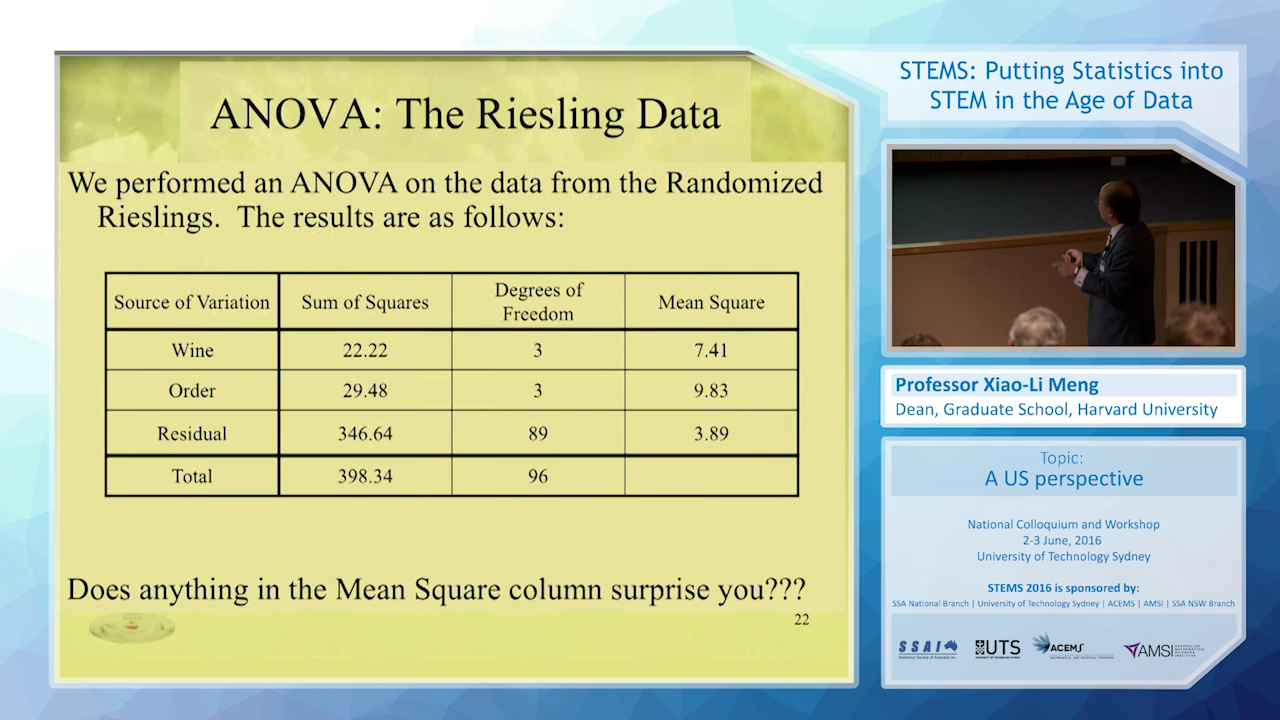 ANOVA: The Riesling Data
We performed an ANOVA on the data from the Randomized
Rieslings. The results are as follows:
Source of Variation Sum of Squares Degrees of Freedom Mean Square
Wine 22.22 3 7.41
Order 29.48 3 9.83
Residual 346.64 89 3.89
Total 398.34 96
Does anything in the Mean Square column surprise you???
22
STEMS: Putting Statistics into
STEM in the Age of Data
Professor Xiao-Li Meng
Dean, Graduate School, Harvard University
Topic:
A US perspective
National Colloquium and Workshop
2-3 June, 2016
University of Technology Sydney
STEMS 2016 is sponsored by:
SSA National Branch | University of Technology Sydney | ACEMS | AMSI | SSA NSW Branch
SSAI UTS ACEMS AMSI